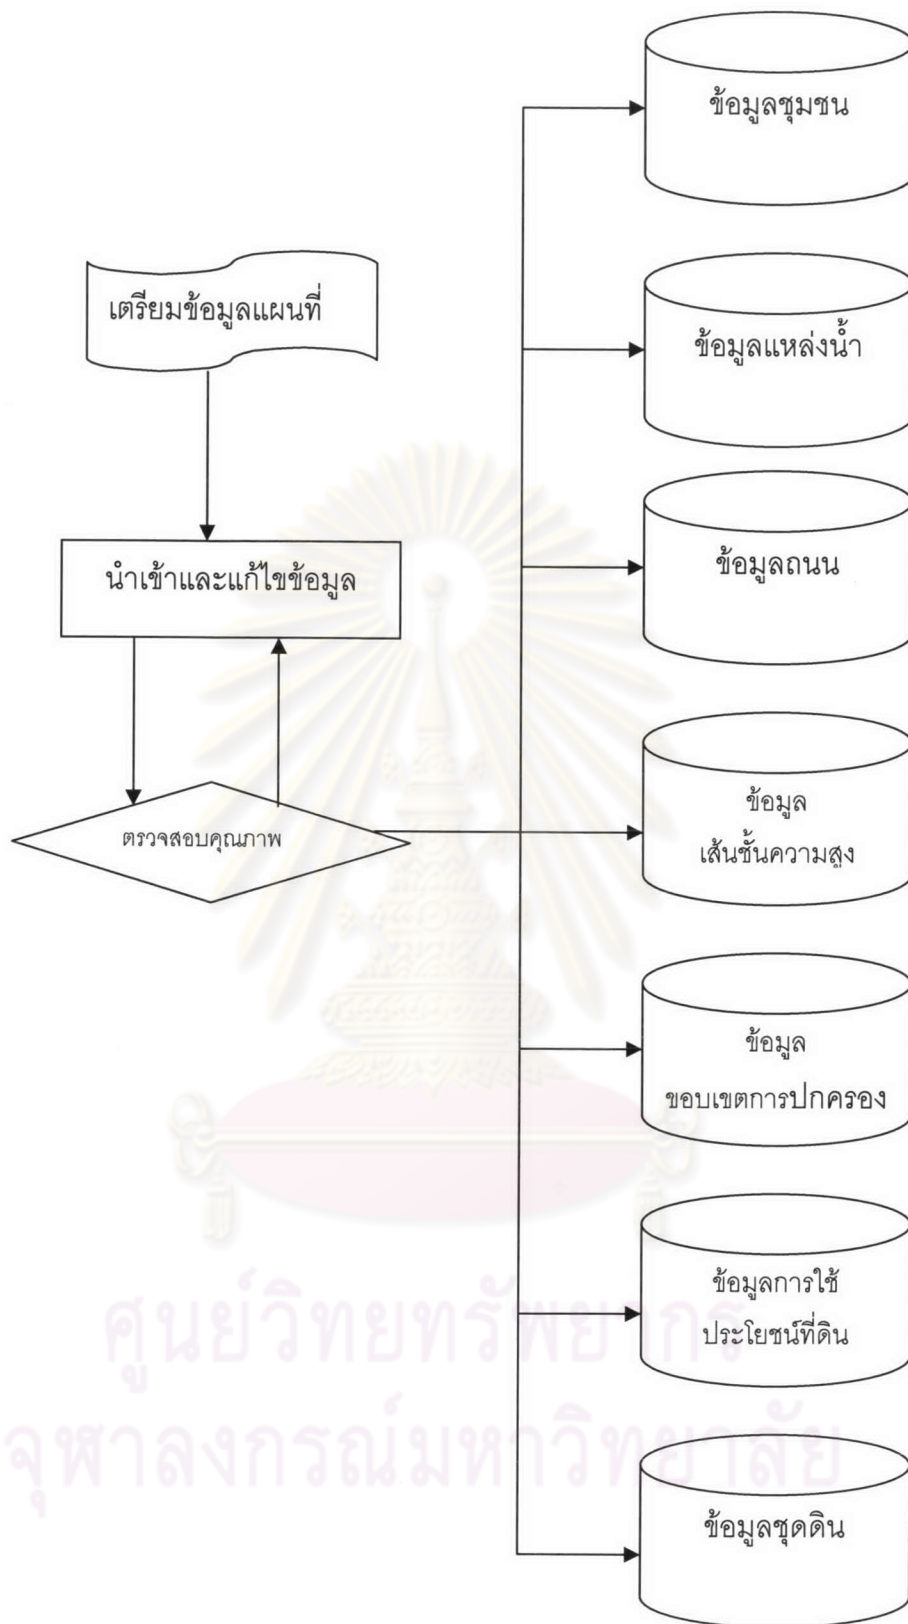 ข้อมูลชุมชน
เตรียมข้อมูลแผนที่
ข้อมูลแหล่งน้ำ
ข้อมูลถนน
นำเข้าและแก้ไขข้อมูล
ตรวจสอบคุณภาพ
ข้อมูล
เส้นชั้นความสูง
ข้อมูล
ขอบเขตการปกครอง
ข้อมูลการใช้
ประโยชน์ที่ดิน
ข้อมูลชุดดิน
ศูนย์วิทยทรัพยากร
จุฬาลงกรณ์มหาวิทยาลัย